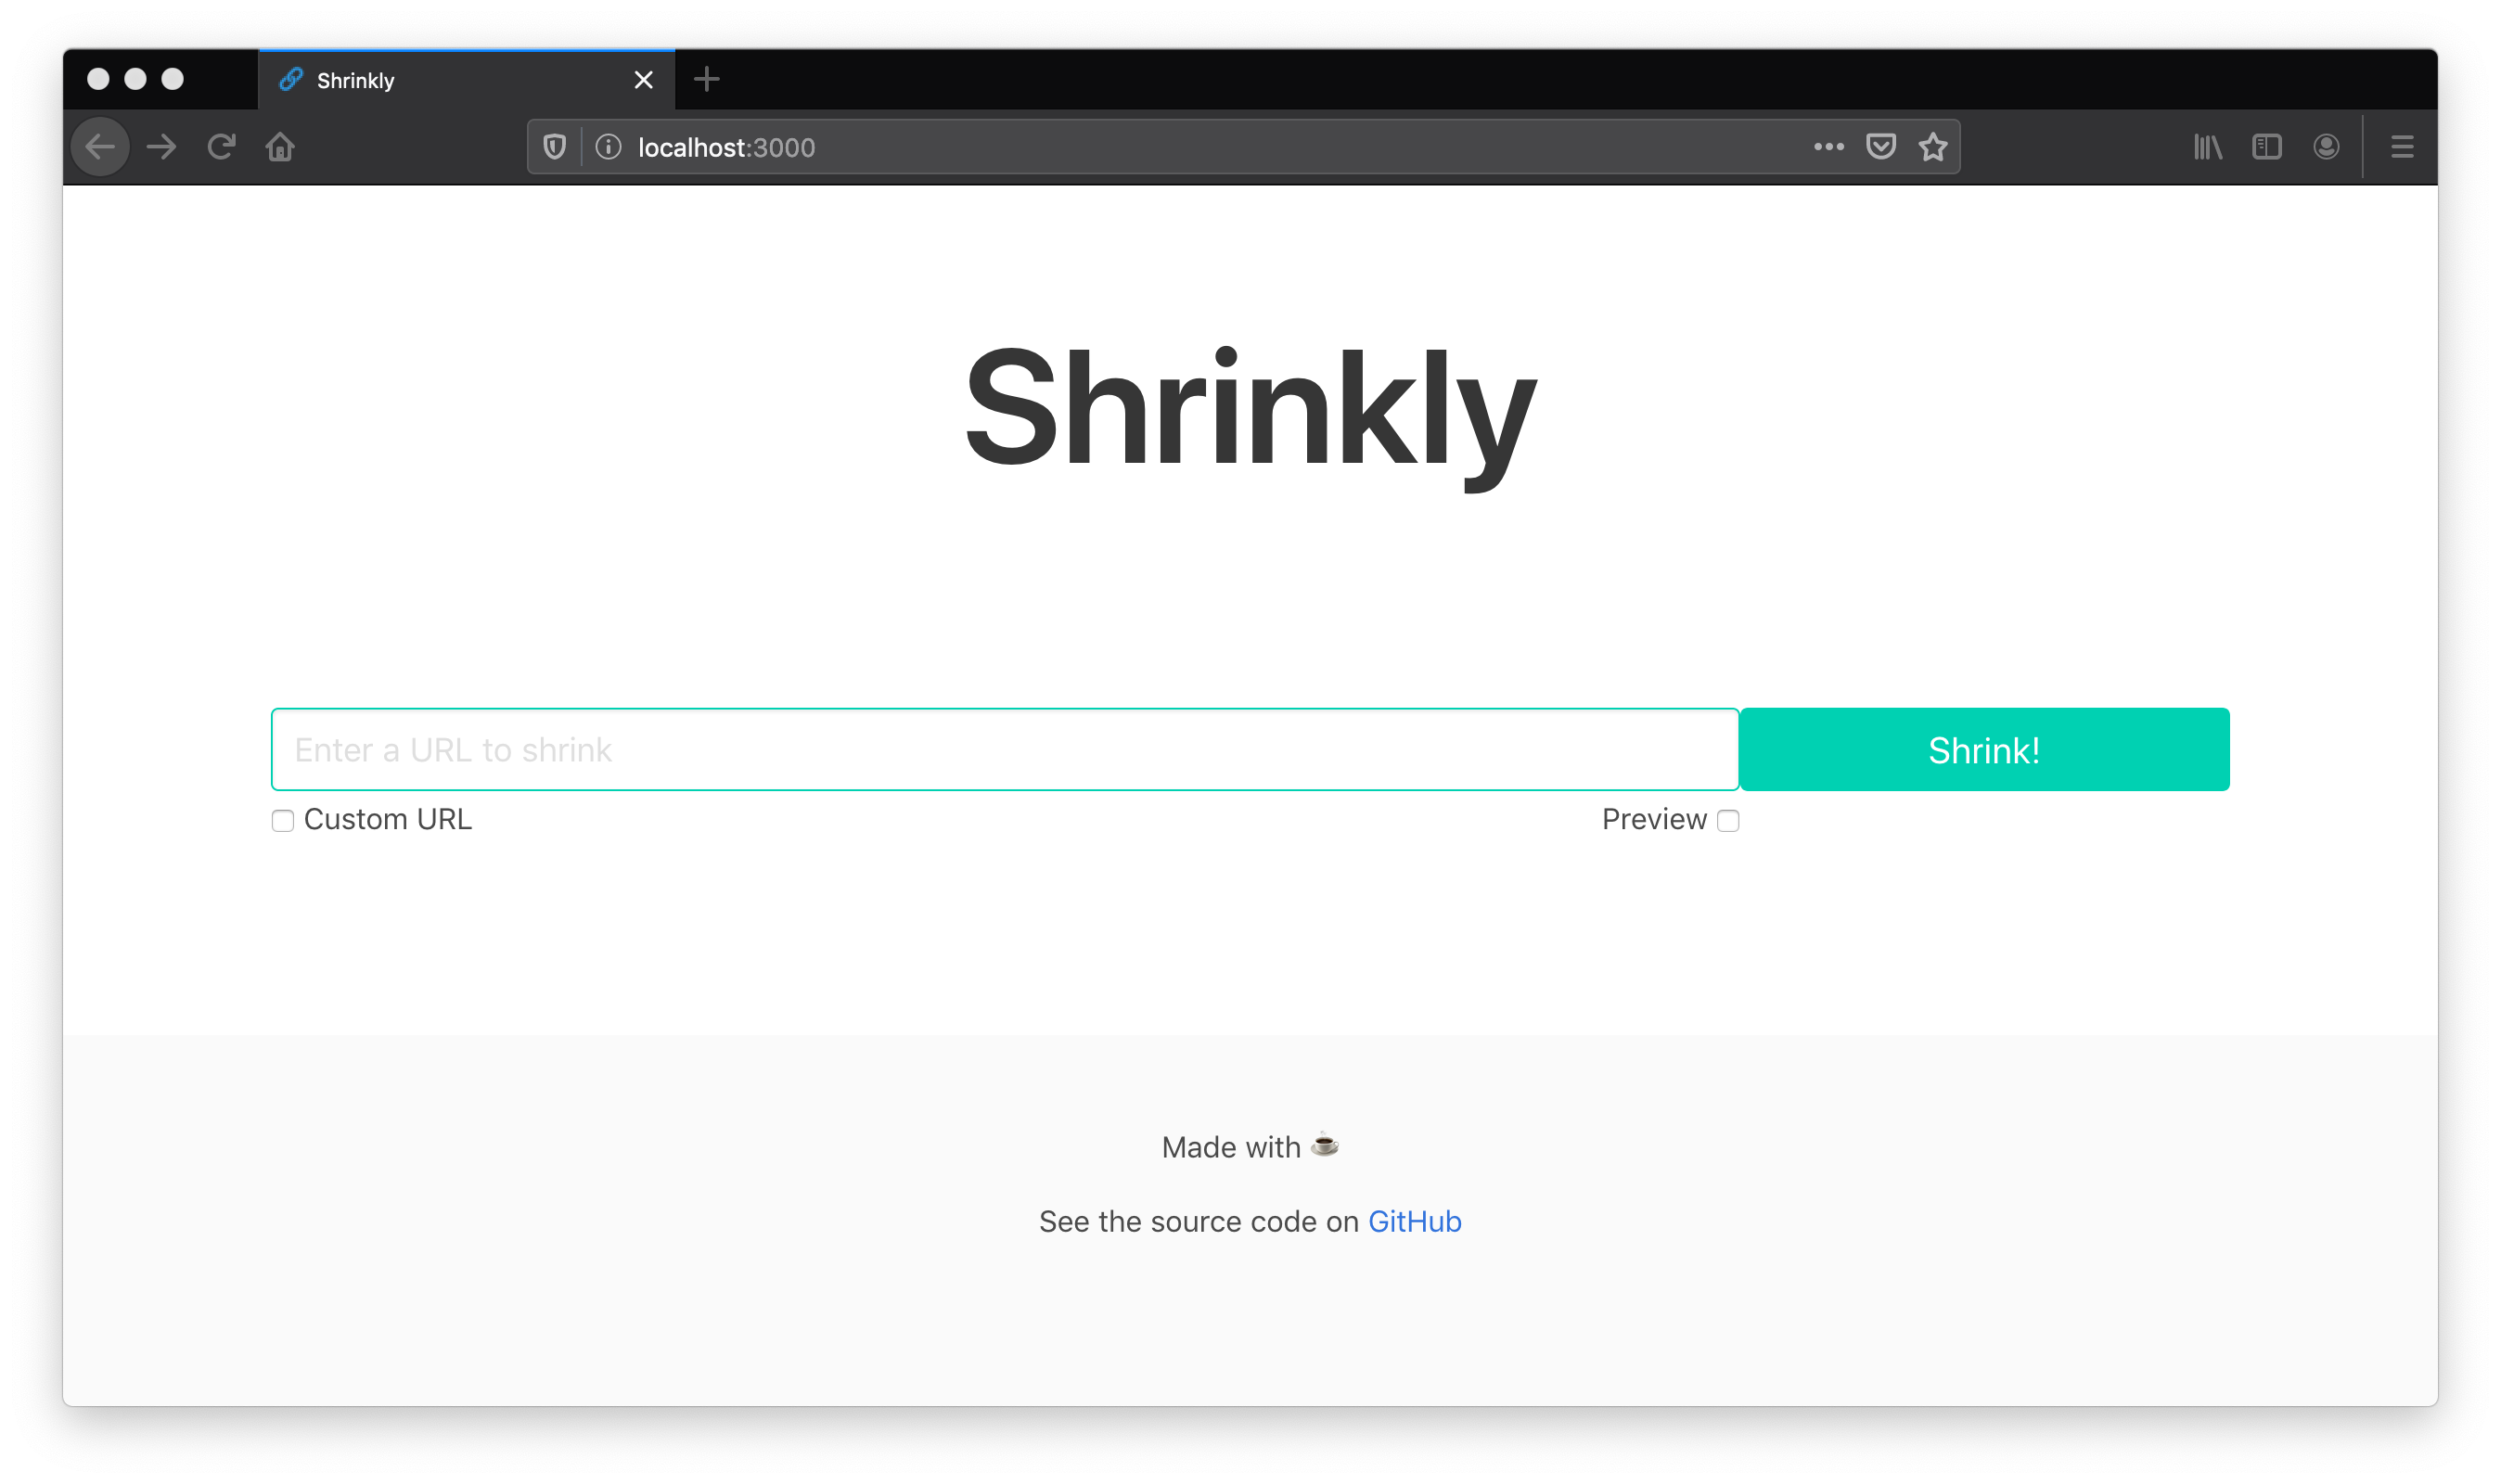 Shrinkly
localhost:3000
Shrinkly
Enter a URL to shrink
Shrink!
Custom URL
Preview
Made with ☕
See the source code on GitHub